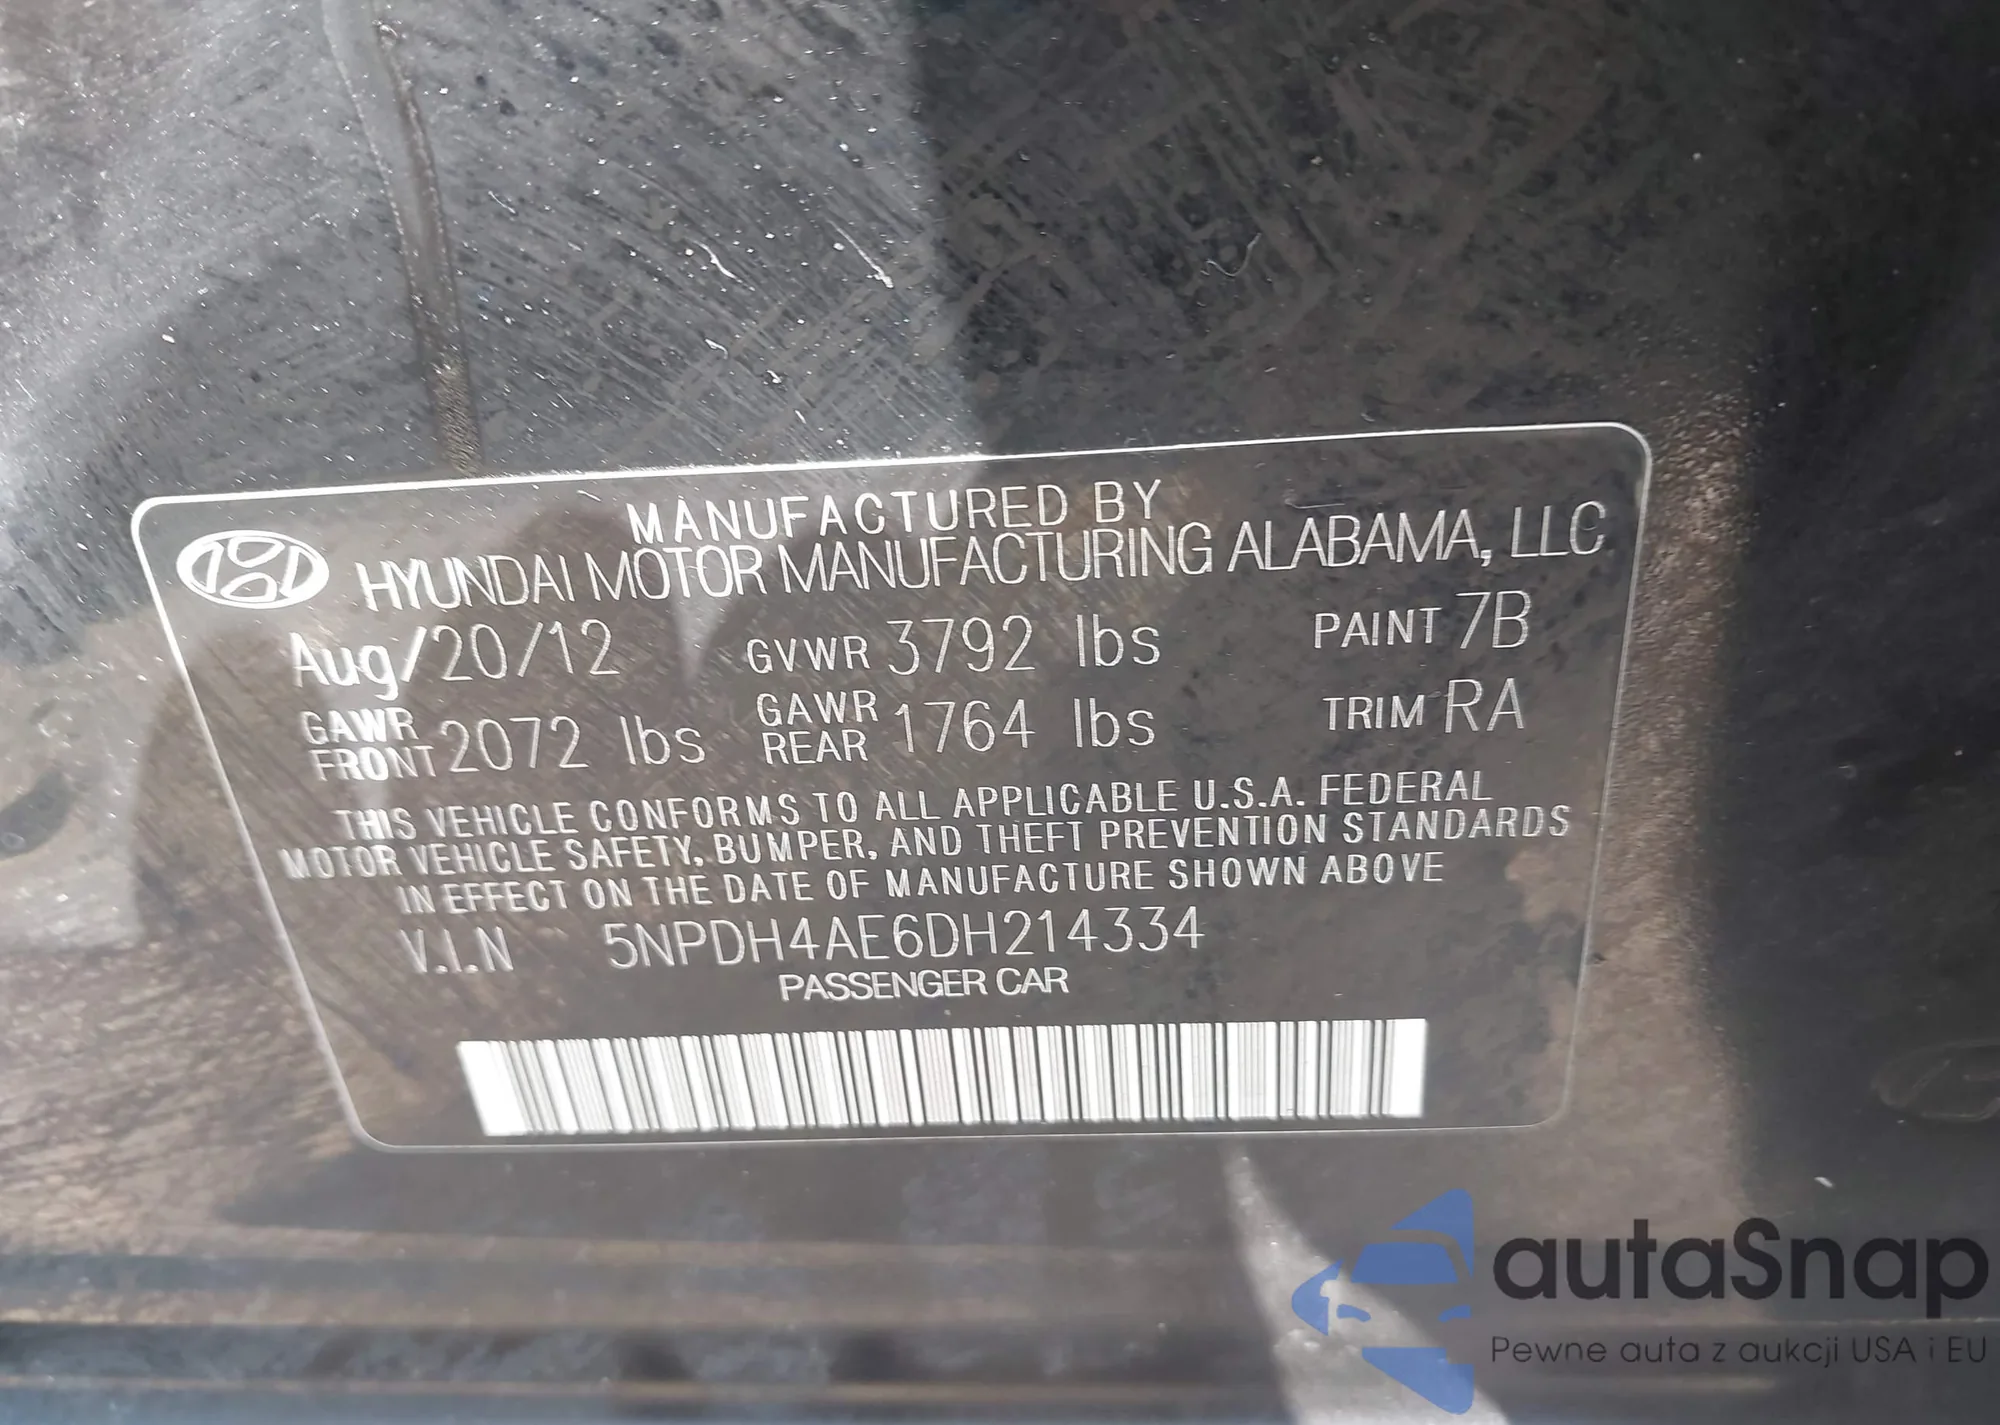 MANUFACTURED BY
HYUNDAI MOTOR MANUFACTURING ALABAMA, LLC
Aug/20/12 GVWR 3792 lbs PAINT 7B
GAWR FRONT 2072 lbs GAWR REAR 1764 lbs TRIM RA
THIS VEHICLE CONFORMS TO ALL APPLICABLE U.S.A. FEDERAL
MOTOR VEHICLE SAFETY, BUMPER, AND THEFT PREVENTION STANDARDS
IN EFFECT ON THE DATE OF MANUFACTURE SHOWN ABOVE
V.I.N 5NPDH4AE6DH214334
PASSENGER CAR
autaSnap
Pewne auta z aukcji USA i EU